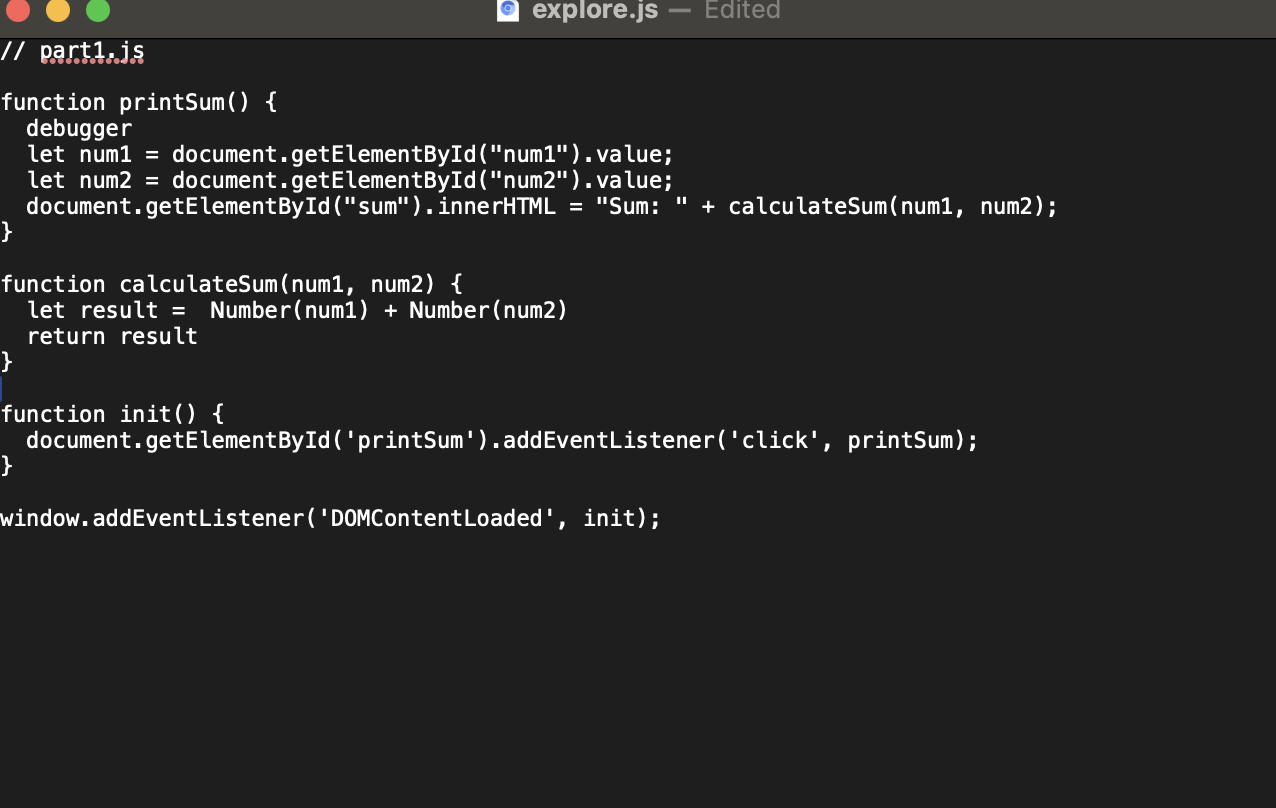 explore.js — Edited
// part1.js
function printSum() {
  debugger
  let num1 = document.getElementById("num1").value;
  let num2 = document.getElementById("num2").value;
  document.getElementById("sum").innerHTML = "Sum: " + calculateSum(num1, num2);
}
function calculateSum(num1, num2) {
  let result =  Number(num1) + Number(num2)
  return result
}
function init() {
  document.getElementById('printSum').addEventListener('click', printSum);
}
window.addEventListener('DOMContentLoaded', init);